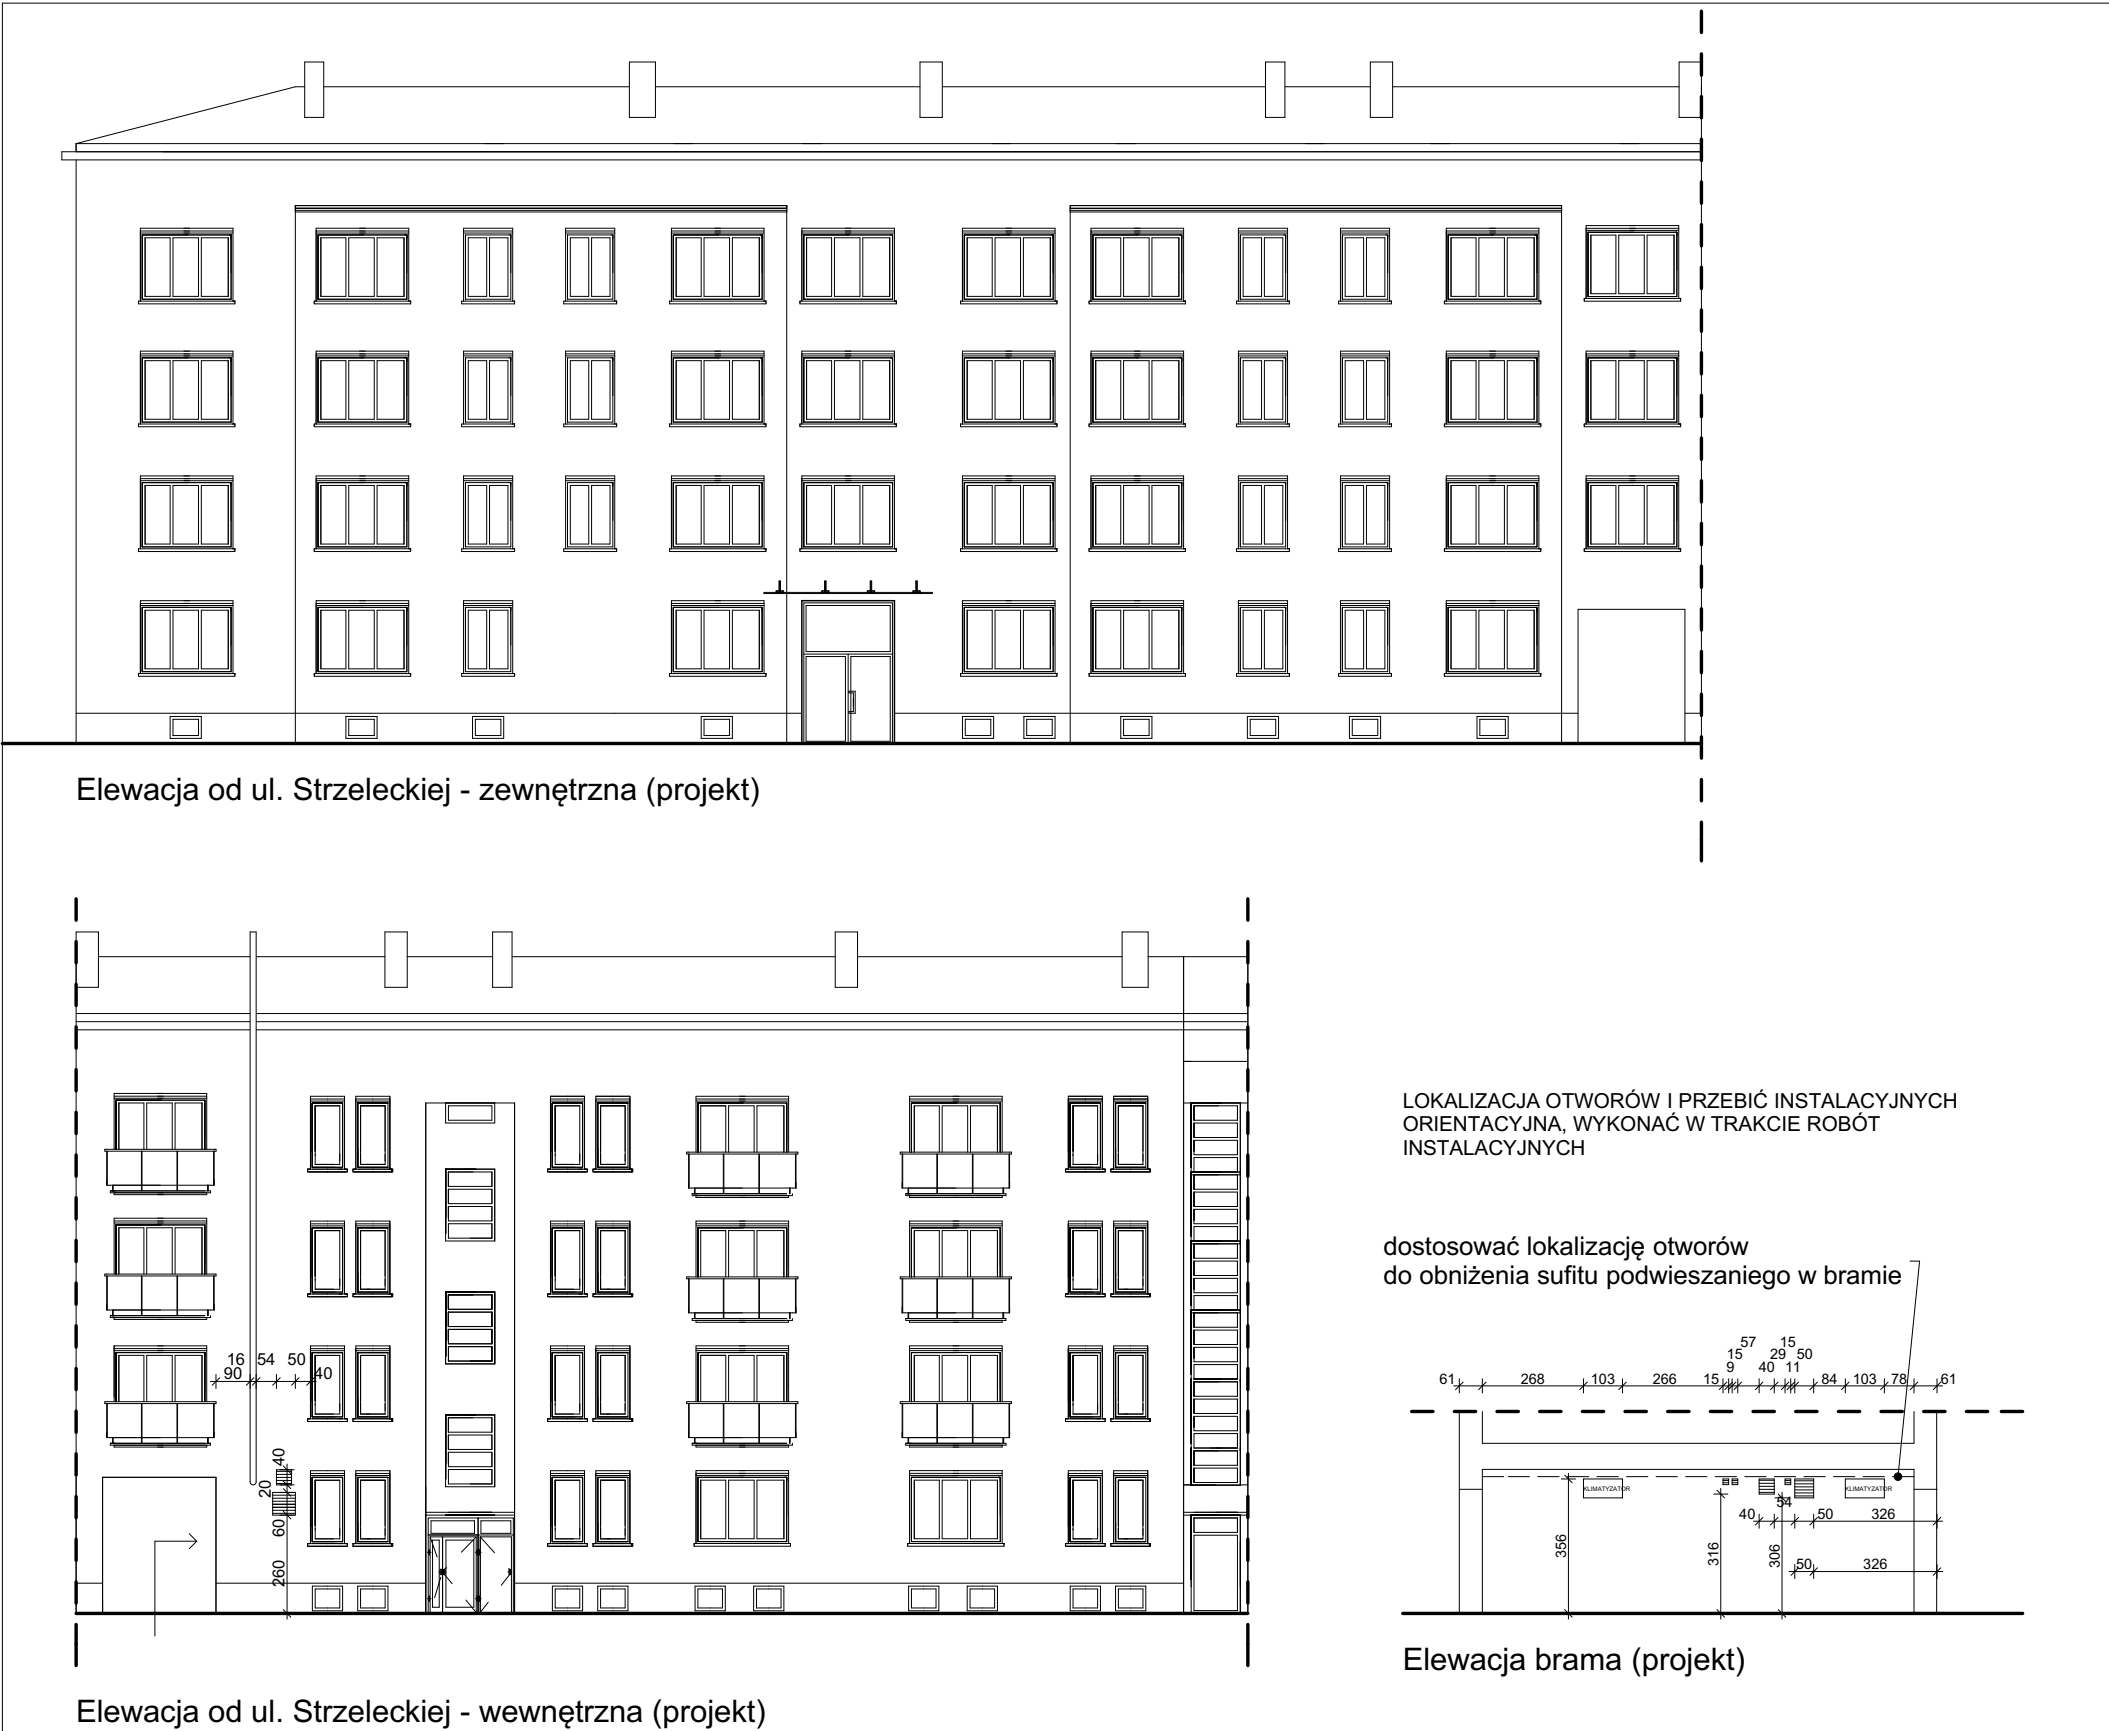 Elewacja od ul. Strzeleckiej - zewnętrzna (projekt)
16 54 50
90 40
40
20
60
260
Elewacja od ul. Strzeleckiej - wewnętrzna (projekt)
LOKALIZACJA OTWORÓW I PRZEBIĆ INSTALACYJNYCH
ORIENTACYJNA, WYKONAĆ W TRAKCIE ROBÓT
INSTALACYJNYCH
dostosować lokalizację otworów
do obniżenia sufitu podwieszaniego w bramie
57 15
15 29 50
9 40 11
61 268 103 266 15 84 103 78 61
KLIMATYZATOR KLIMATYZATOR
54
40 50 326
356 316 306
50 326
Elewacja brama (projekt)